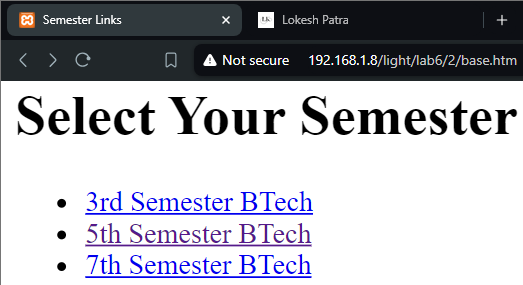 Semester Links
Lokesh Patra
Not secure 192.168.1.8/light/lab6/2/base.htm
Select Your Semester
3rd Semester BTech
5th Semester BTech
7th Semester BTech